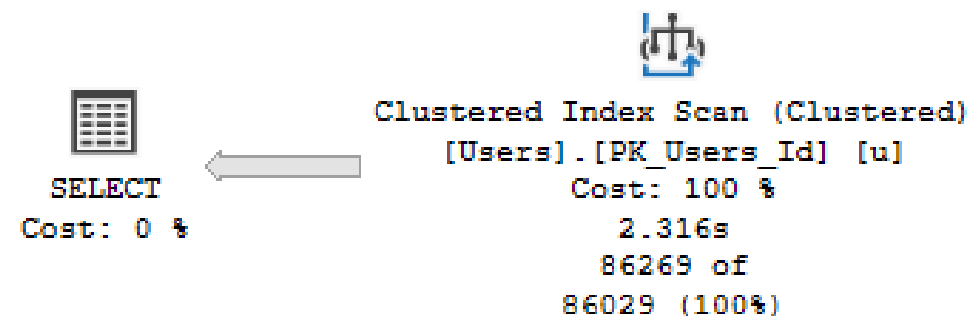 SELECT
Cost: 0 %
Clustered Index Scan (Clustered)
[Users].[PK_Users_Id] [u]
Cost: 100 %
2.316s
86269 of
86029 (100%)